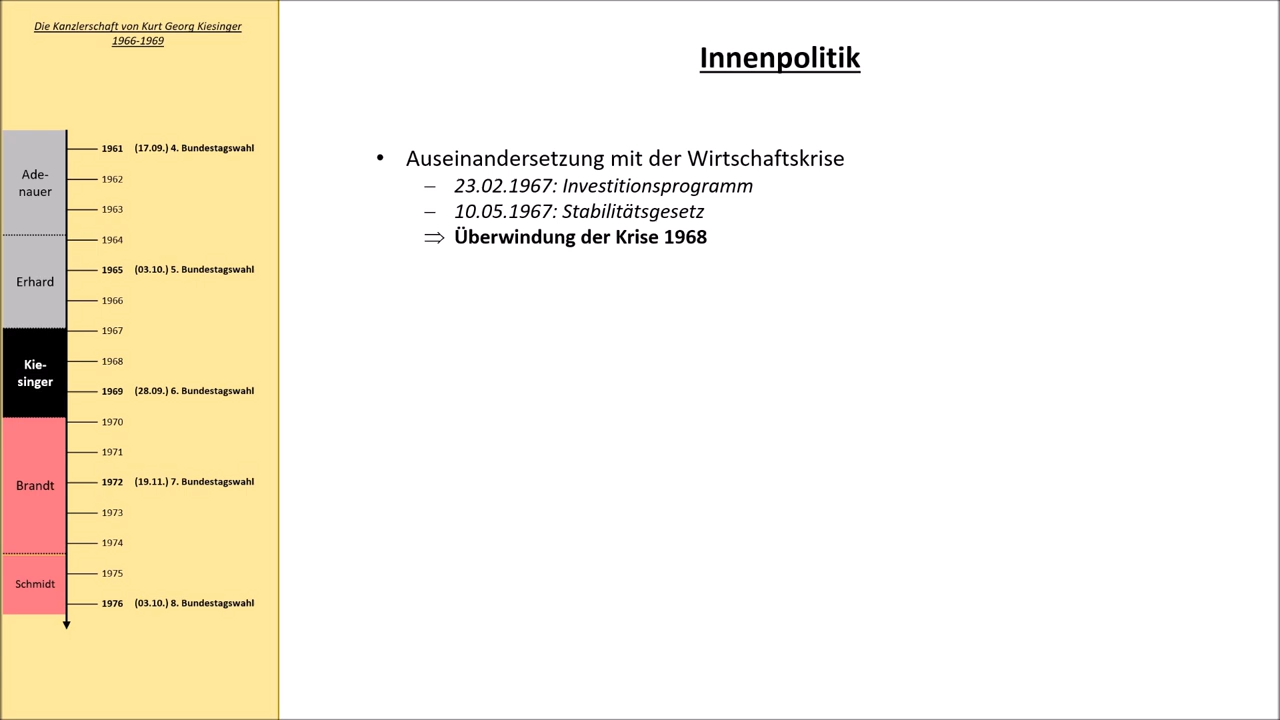 Die Kanzlerschaft von Kurt Georg Kiesinger
1966-1969
Ade-
nauer
Erhard
Kie-
singer
Brandt
Schmidt
1961 (17.09.) 4. Bundestagswahl
1962
1963
1964
1965 (03.10.) 5. Bundestagswahl
1966
1967
1968
1969 (28.09.) 6. Bundestagswahl
1970
1971
1972 (19.11.) 7. Bundestagswahl
1973
1974
1975
1976 (03.10.) 8. Bundestagswahl
Innenpolitik
• Auseinandersetzung mit der Wirtschaftskrise
– 23.02.1967: Investitionsprogramm
– 10.05.1967: Stabilitätsgesetz
⇒ Überwindung der Krise 1968